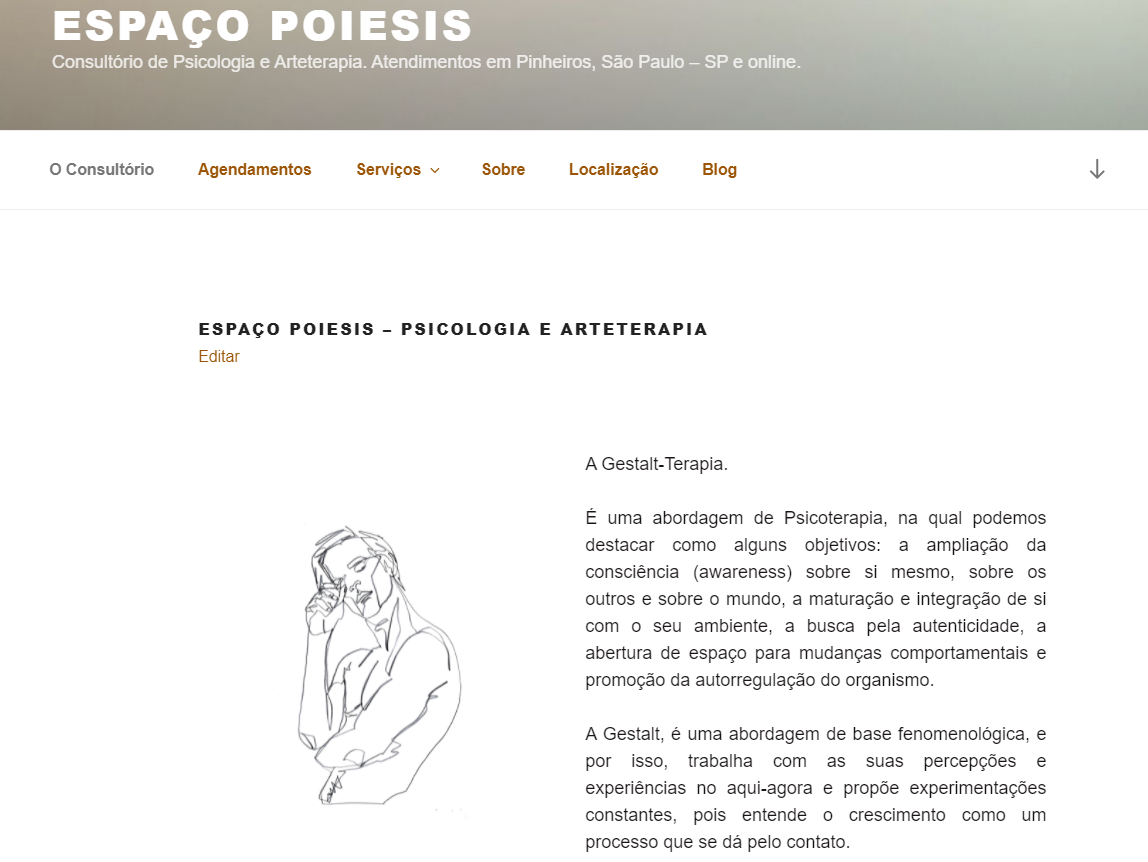 ESPAÇO POIESIS
Consultório de Psicologia e Arteterapia. Atendimentos em Pinheiros, São Paulo – SP e online.
O Consultório Agendamentos Serviços Sobre Localização Blog
ESPAÇO POIESIS – PSICOLOGIA E ARTETERAPIA
Editar
A Gestalt-Terapia.
É uma abordagem de Psicoterapia, na qual podemos
destacar como alguns objetivos: a ampliação da
consciência (awareness) sobre si mesmo, sobre os
outros e sobre o mundo, a maturação e integração de si
com o seu ambiente, a busca pela autenticidade, a
abertura de espaço para mudanças comportamentais e
promoção da autorregulação do organismo.
A Gestalt, é uma abordagem de base fenomenológica, e
por isso, trabalha com as suas percepções e
experiências no aqui-agora e propõe experimentações
constantes, pois entende o crescimento como um
processo que se dá pelo contato.